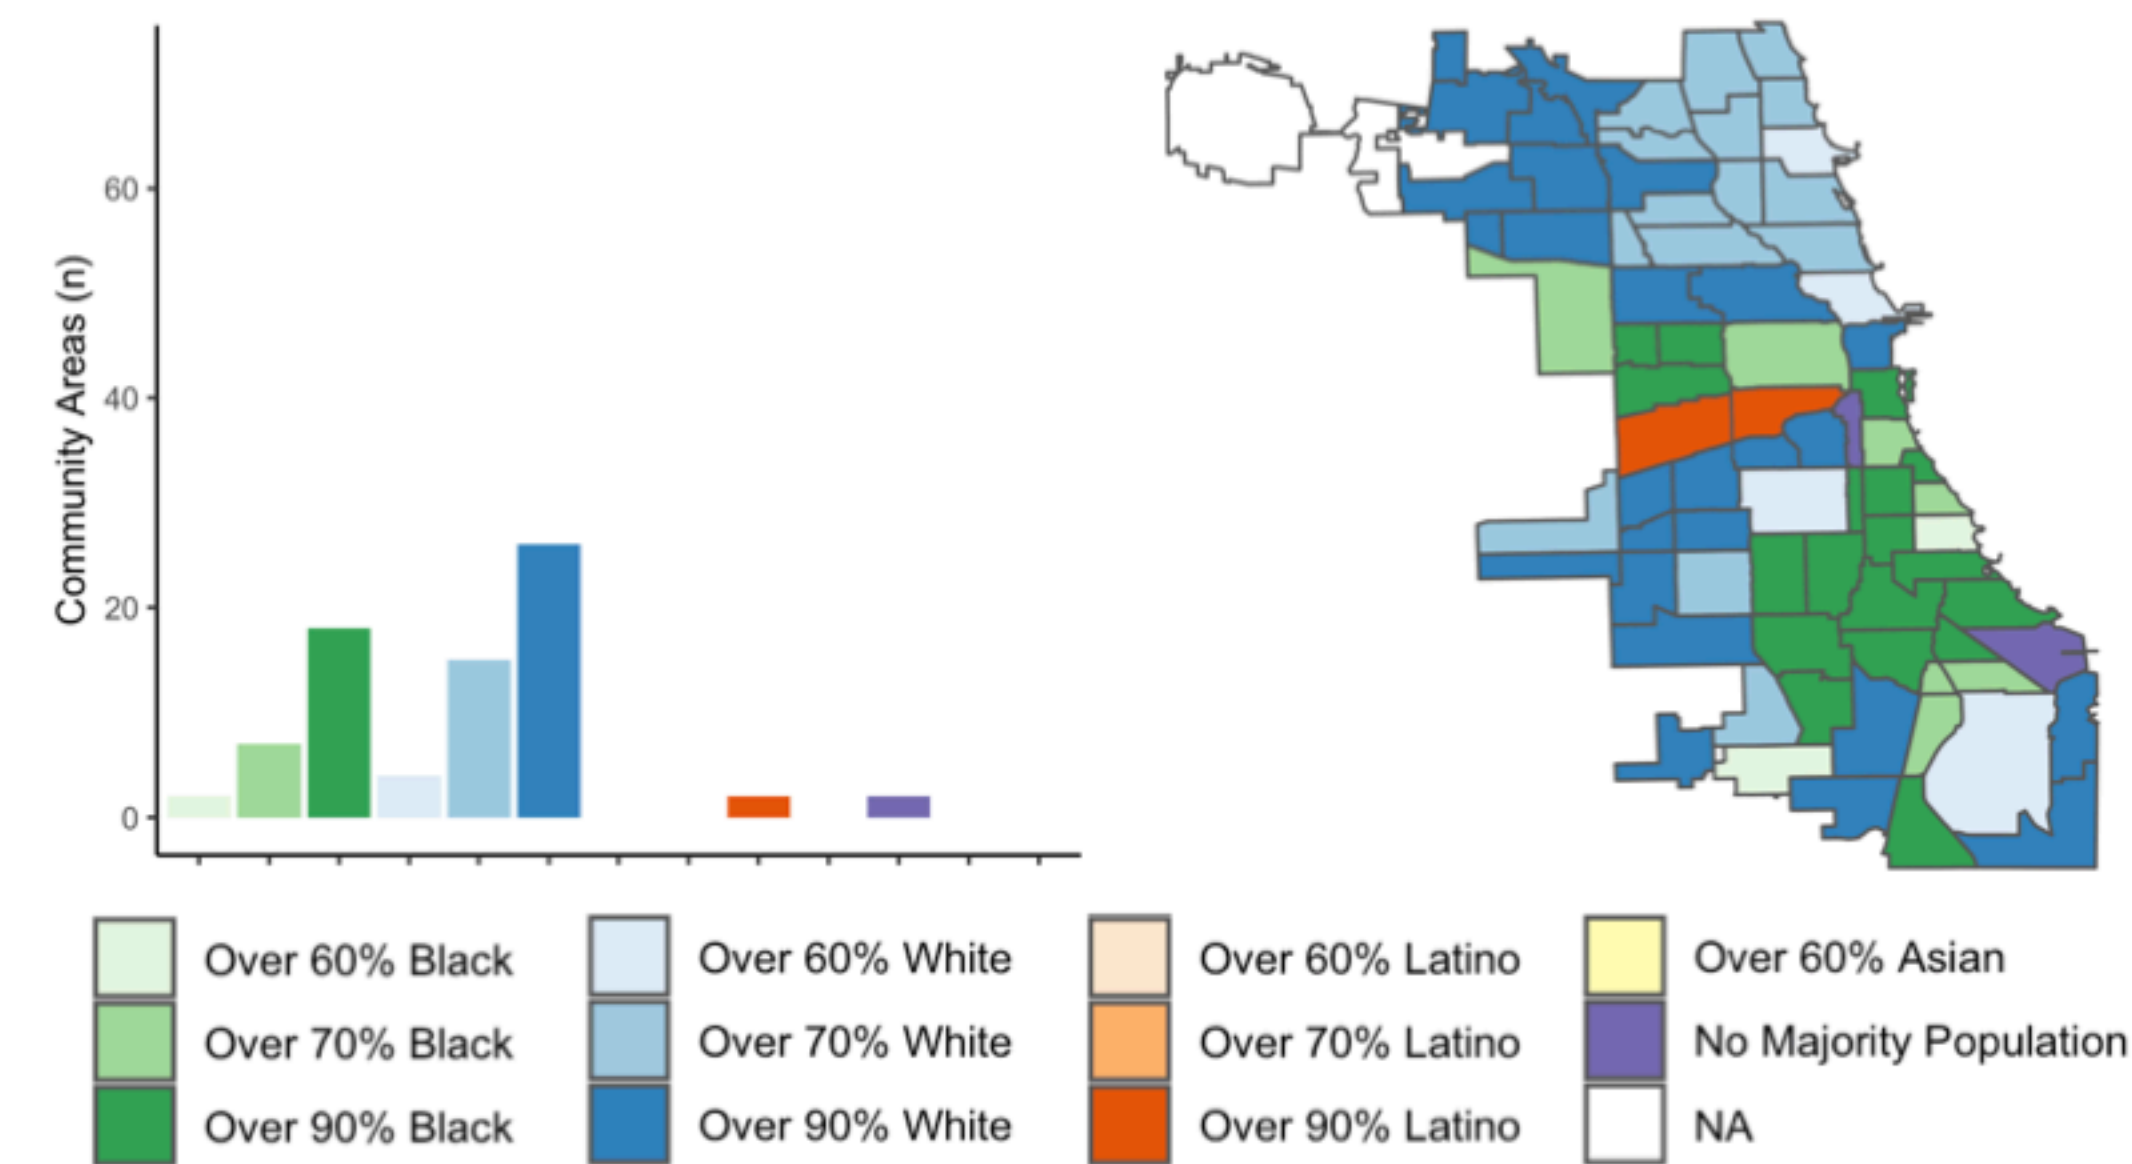 Community Areas (n)
60
40
20
0
Over 60% Black
Over 60% White
Over 60% Latino
Over 60% Asian
Over 70% Black
Over 70% White
Over 70% Latino
No Majority Population
Over 90% Black
Over 90% White
Over 90% Latino
NA